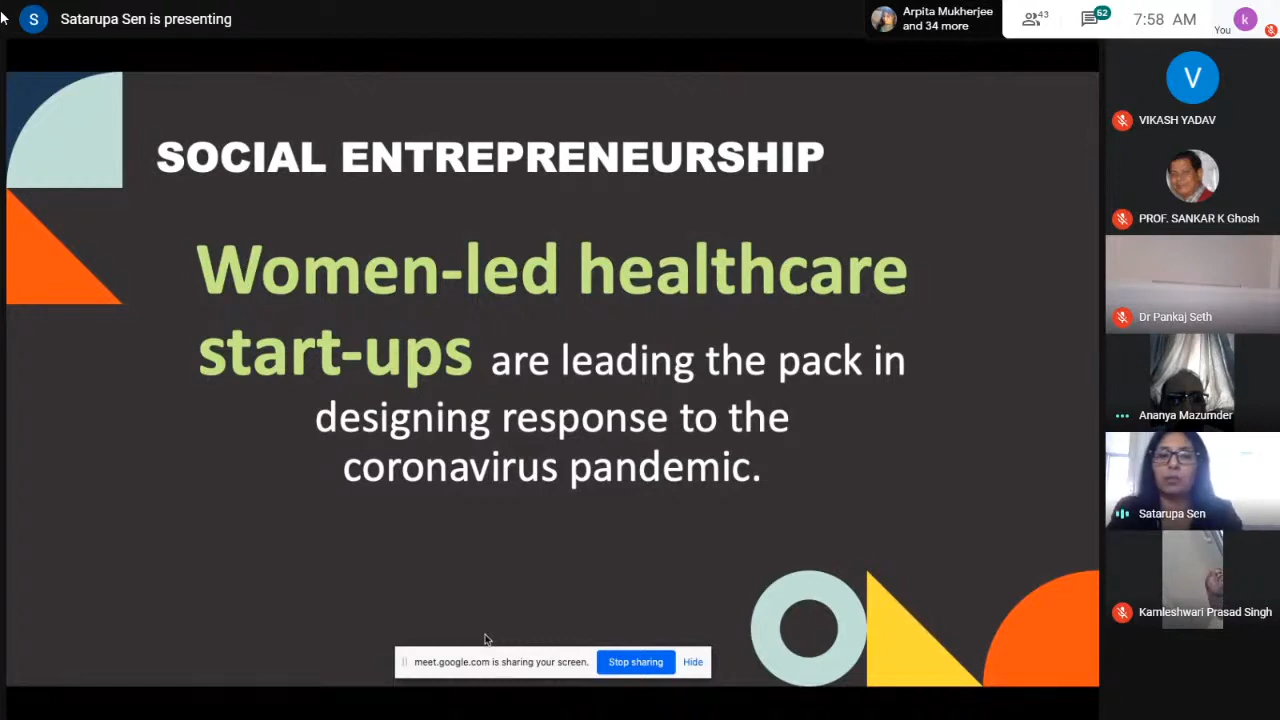 S Satarupa Sen is presenting
Arpita Mukherjee
and 34 more
43
52
7:58 AM
You
k
SOCIAL ENTREPRENEURSHIP
Women-led healthcare
start-ups are leading the pack in
designing response to the
coronavirus pandemic.
meet.google.com is sharing your screen. Stop sharing Hide
V
VIKASH YADAV
PROF. SANKAR K Ghosh
Dr Pankaj Seth
Ananya Mazumder
Satarupa Sen
Kamleshwari Prasad Singh